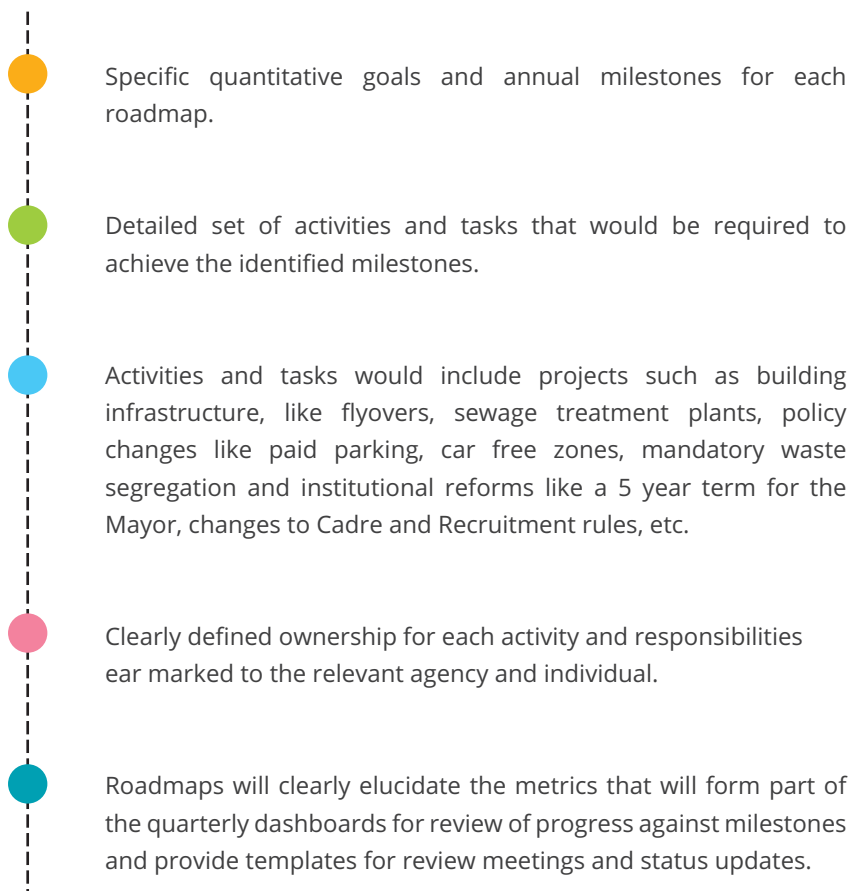 Specific quantitative goals and annual milestones for each
roadmap.
Detailed set of activities and tasks that would be required to
achieve the identified milestones.
Activities and tasks would include projects such as building
infrastructure, like flyovers, sewage treatment plants, policy
changes like paid parking, car free zones, mandatory waste
segregation and institutional reforms like a 5 year term for the
Mayor, changes to Cadre and Recruitment rules, etc.
Clearly defined ownership for each activity and responsibilities
ear marked to the relevant agency and individual.
Roadmaps will clearly elucidate the metrics that will form part of
the quarterly dashboards for review of progress against milestones
and provide templates for review meetings and status updates.